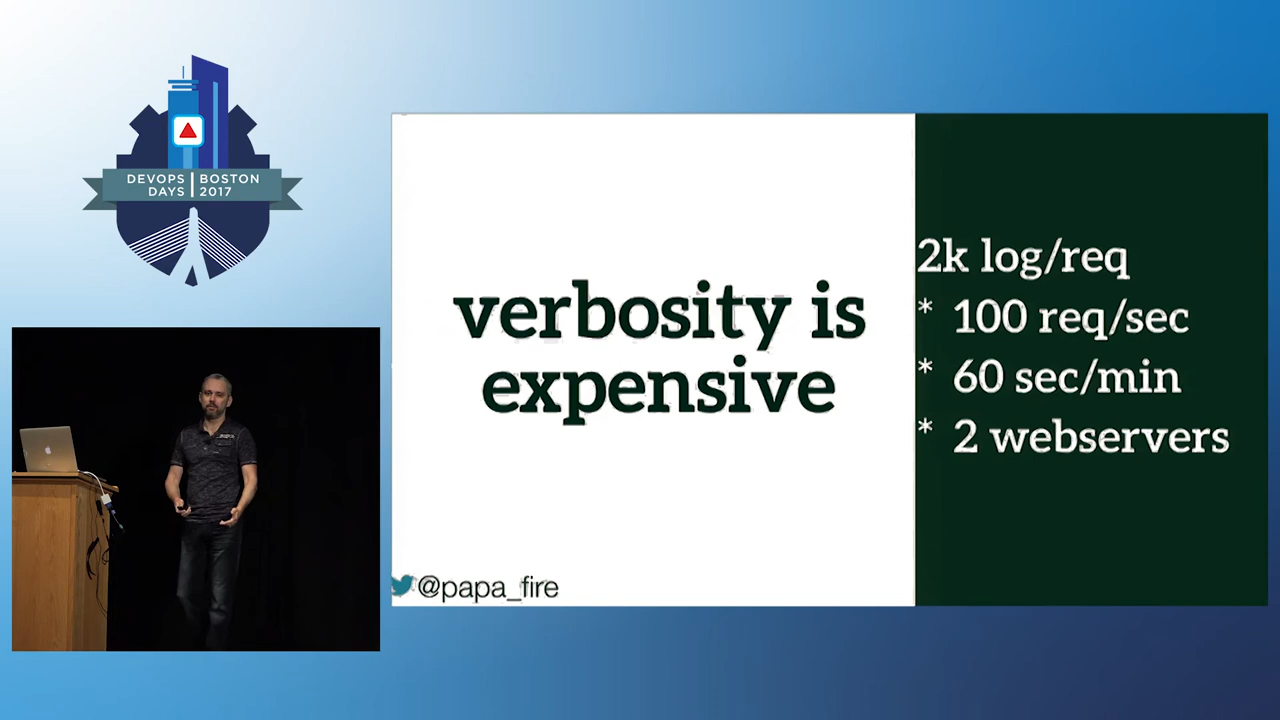 DEVOPS DAYS
BOSTON 2017
verbosity is
expensive
2k log/req
* 100 req/sec
* 60 sec/min
* 2 webservers
@papa_fire